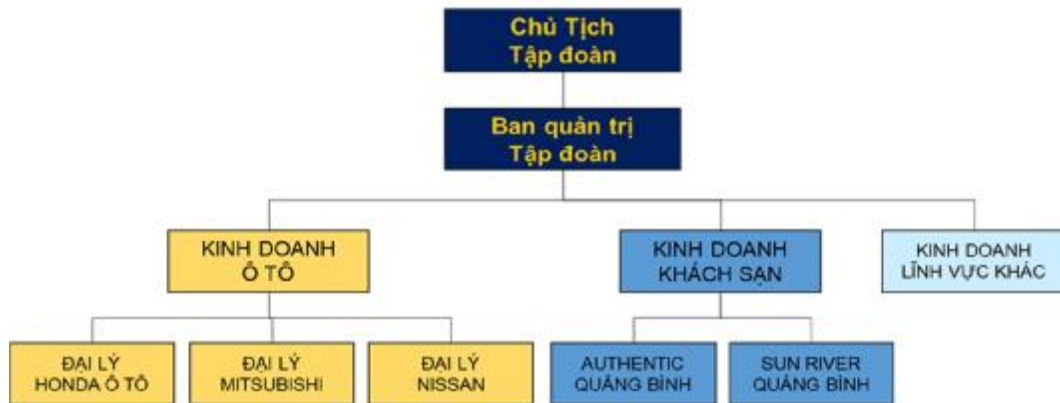 Chủ Tịch
Tập đoàn
Ban quản trị
Tập đoàn
KINH DOANH
Ô TÔ
KINH DOANH
KHÁCH SẠN
KINH DOANH
LĨNH VỰC KHÁC
ĐẠI LÝ
HONDA Ô TÔ
ĐẠI LÝ
MITSUBISHI
ĐẠI LÝ
NISSAN
AUTHENTIC
QUẢNG BÌNH
SUN RIVER
QUẢNG BÌNH